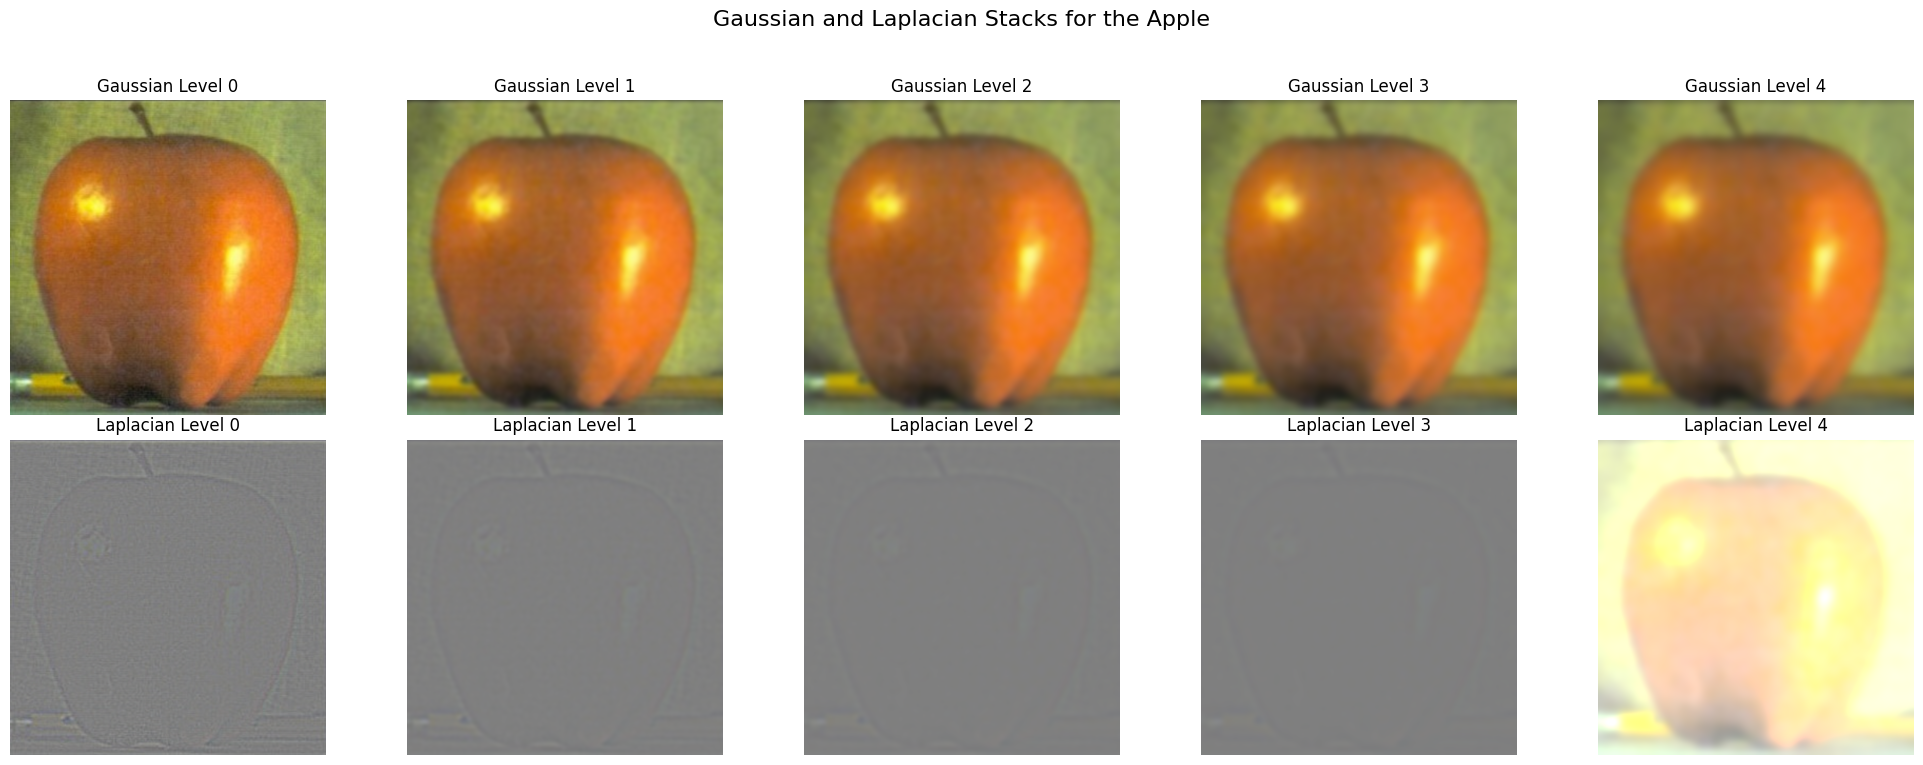 Gaussian and Laplacian Stacks for the Apple
Gaussian Level 0
Gaussian Level 1
Gaussian Level 2
Gaussian Level 3
Gaussian Level 4
Laplacian Level 0
Laplacian Level 1
Laplacian Level 2
Laplacian Level 3
Laplacian Level 4